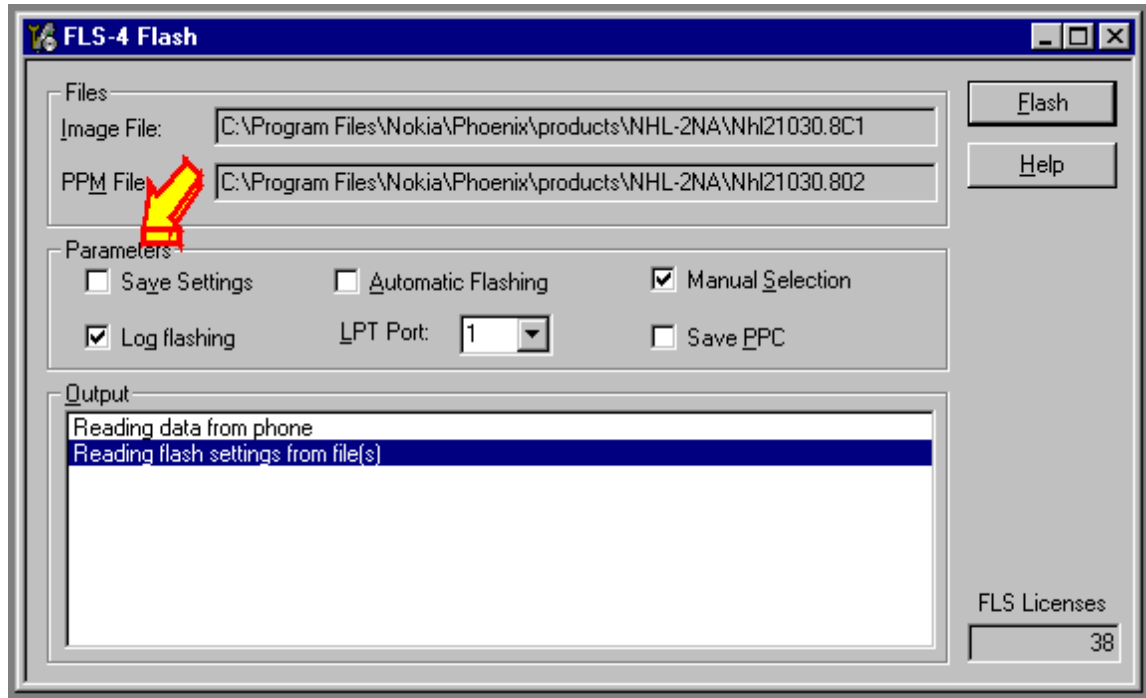 FLS-4 Flash
Files
Image File: C:\Program Files\Nokia\Phoenix\products\NHL-2NA\Nhl21030.8C1
PPM File C:\Program Files\Nokia\Phoenix\products\NHL-2NA\Nhl21030.802
Flash
Help
Parameters
Save Settings Automatic Flashing Manual Selection
Log flashing LPT Port: 1 Save PPC
Output
Reading data from phone
Reading flash settings from file(s)
FLS Licenses
38